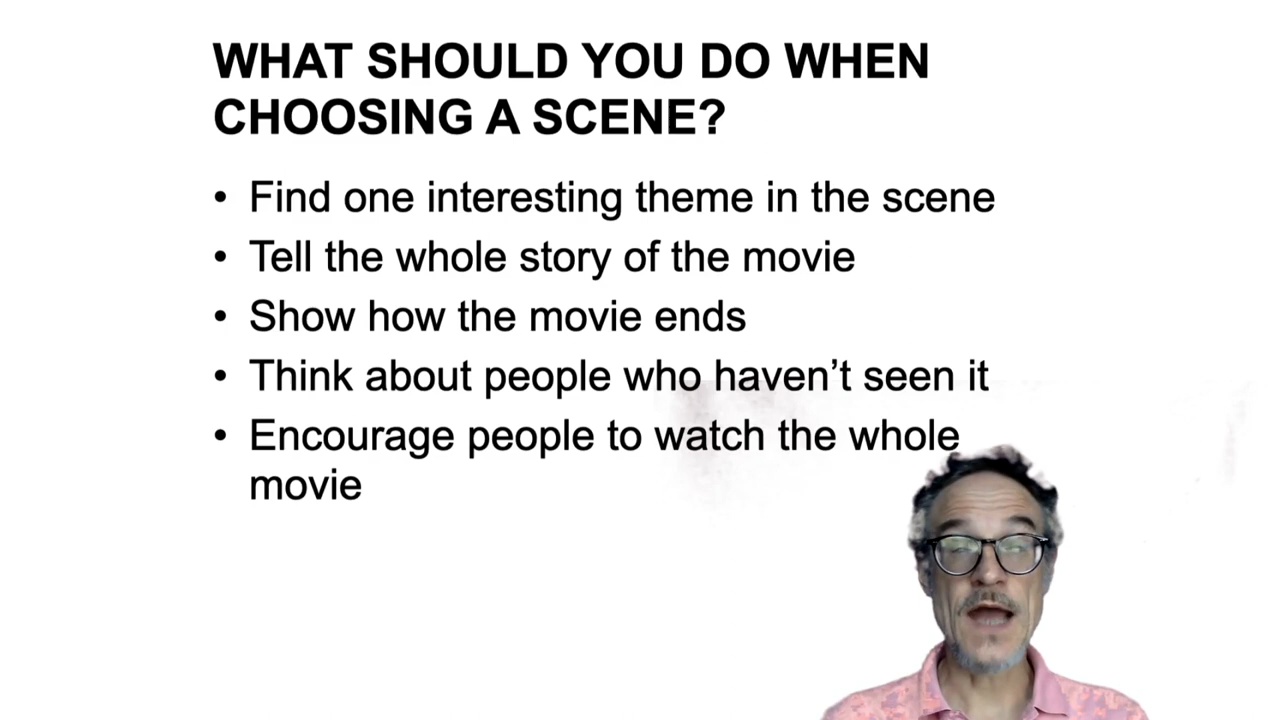 WHAT SHOULD YOU DO WHEN
CHOOSING A SCENE?
• Find one interesting theme in the scene
• Tell the whole story of the movie
• Show how the movie ends
• Think about people who haven’t seen it
• Encourage people to watch the whole
movie